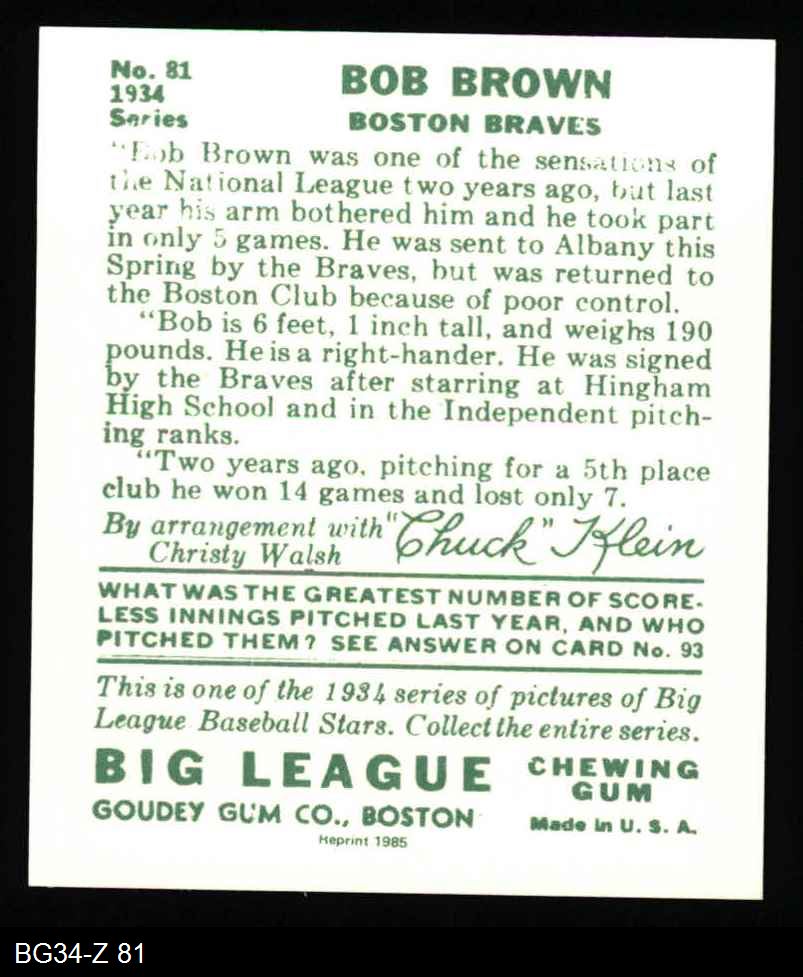 No. 81
1934
Series
BOB BROWN
BOSTON BRAVES
"Bob Brown was one of the sensations of
the National League two years ago, but last
year his arm bothered him and he took part
in only 5 games. He was sent to Albany this
Spring by the Braves, but was returned to
the Boston Club because of poor control.
"Bob is 6 feet, 1 inch tall, and weighs 190
pounds. He is a right-hander. He was signed
by the Braves after starring at Hingham
High School and in the Independent pitch-
ing ranks.
"Two years ago, pitching for a 5th place
club he won 14 games and lost only 7.
By arrangement with
Christy Walsh
"Chuck" Klein
WHAT WAS THE GREATEST NUMBER OF SCORE-
LESS INNINGS PITCHED LAST YEAR, AND WHO
PITCHED THEM? SEE ANSWER ON CARD No. 93
This is one of the 1934 series of pictures of Big
League Baseball Stars. Collect the entire series.
BIG LEAGUE
CHEWING
GUM
GOUDEY GUM CO., BOSTON
Made in U. S. A.
Reprint 1985
BG34-Z 81